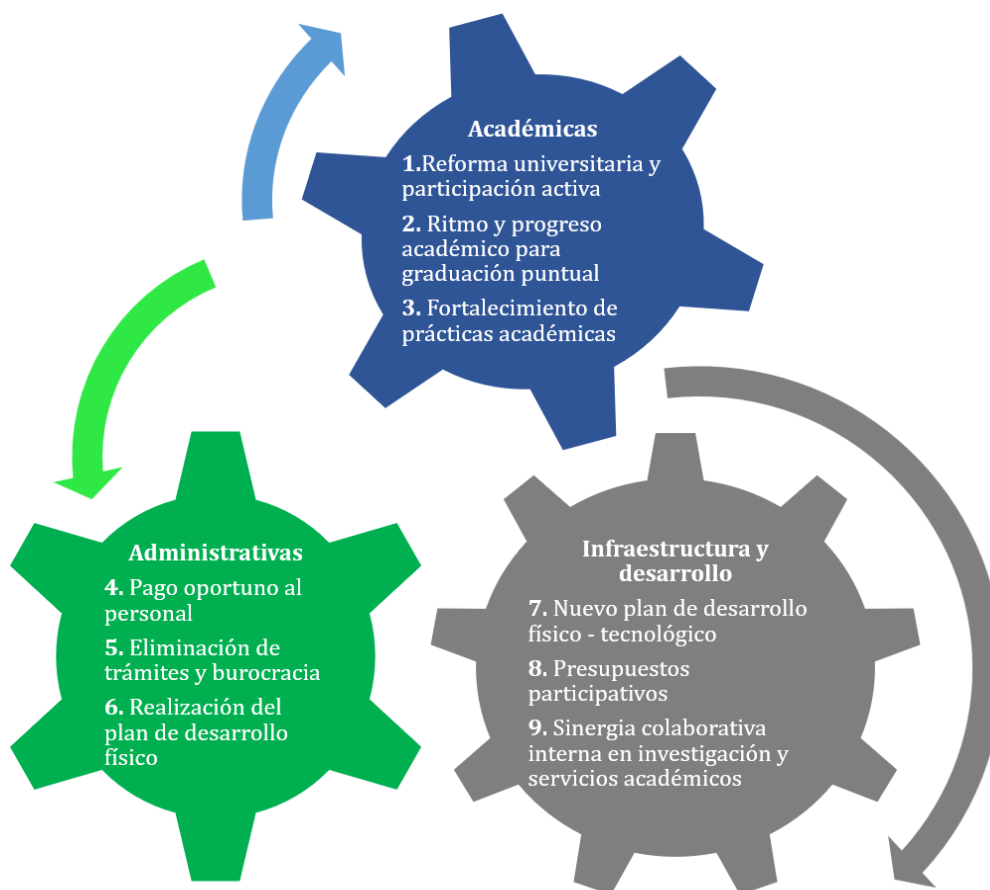 Académicas
1.Reforma universitaria y
participación activa
2. Ritmo y progreso
académico para
graduación puntual
3. Fortalecimiento de
prácticas académicas
Administrativas
4. Pago oportuno al
personal
5. Eliminación de
trámites y burocracia
6. Realización del
plan de desarrollo
físico
Infraestructura y
desarrollo
7. Nuevo plan de desarrollo
físico - tecnológico
8. Presupuestos
participativos
9. Sinergia colaborativa
interna en investigación y
servicios académicos